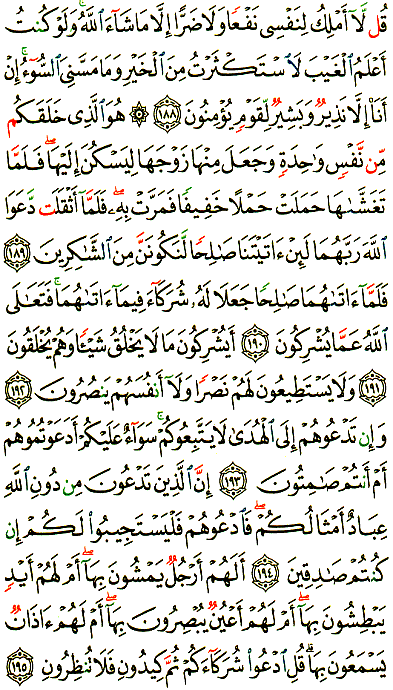 قُل لَّآ أَمْلِكُ لِنَفْسِى نَفْعًا وَلَا ضَرًّا إِلَّا مَا شَآءَ ٱللَّهُ ۚ وَلَوْ كُنتُ
أَعْلَمُ ٱلْغَيْبَ لَٱسْتَكْثَرْتُ مِنَ ٱلْخَيْرِ وَمَا مَسَّنِىَ ٱلسُّوٓءُ ۚ إِنْ
أَنَا۠ إِلَّا نَذِيرٌ وَبَشِيرٌ لِّقَوْمٍ يُؤْمِنُونَ ﴿١٨٨﴾ ۞ هُوَ ٱلَّذِى خَلَقَكُم
مِّن نَّفْسٍ وَٰحِدَةٍ وَجَعَلَ مِنْهَا زَوْجَهَا لِيَسْكُنَ إِلَيْهَا ۖ فَلَمَّا
تَغَشَّىٰهَا حَمَلَتْ حَمْلًا خَفِيفًا فَمَرَّتْ بِهِۦ ۖ فَلَمَّآ أَثْقَلَت دَّعَوَا
ٱللَّهَ رَبَّهُمَا لَئِنْ ءَاتَيْتَنَا صَٰلِحًا لَّنَكُونَنَّ مِنَ ٱلشَّٰكِرِينَ ﴿١٨٩﴾
فَلَمَّآ ءَاتَىٰهُمَا صَٰلِحًا جَعَلَا لَهُۥ شُرَكَآءَ فِيمَآ ءَاتَىٰهُمَا ۚ فَتَعَٰلَى
ٱللَّهُ عَمَّا يُشْرِكُونَ ﴿١٩٠﴾ أَيُشْرِكُونَ مَا لَا يَخْلُقُ شَيْـًٔا وَهُمْ يُخْلَقُونَ
﴿١٩١﴾ وَلَا يَسْتَطِيعُونَ لَهُمْ نَصْرًا وَلَآ أَنفُسَهُمْ يَنصُرُونَ ﴿١٩٢﴾
وَإِن تَدْعُوهُمْ إِلَى ٱلْهُدَىٰ لَا يَتَّبِعُوكُمْ ۚ سَوَآءٌ عَلَيْكُمْ أَدَعَوْتُمُوهُمْ
أَمْ أَنتُمْ صَٰمِتُونَ ﴿١٩٣﴾ إِنَّ ٱلَّذِينَ تَدْعُونَ مِن دُونِ ٱللَّهِ
عِبَادٌ أَمْثَالُكُمْ ۖ فَٱدْعُوهُمْ فَلْيَسْتَجِيبُوا۟ لَكُمْ إِن
كُنتُمْ صَٰدِقِينَ ﴿١٩٤﴾ أَلَهُمْ أَرْجُلٌ يَمْشُونَ بِهَآ ۖ أَمْ لَهُمْ أَيْدٍ
يَبْطِشُونَ بِهَآ ۖ أَمْ لَهُمْ أَعْيُنٌ يُبْصِرُونَ بِهَآ ۖ أَمْ لَهُمْ ءَاذَانٌ
يَسْمَعُونَ بِهَا ۗ قُلِ ٱدْعُوا۟ شُرَكَآءَكُمْ ثُمَّ كِيدُونِ فَلَا تُنظِرُونِ ﴿١٩٥﴾